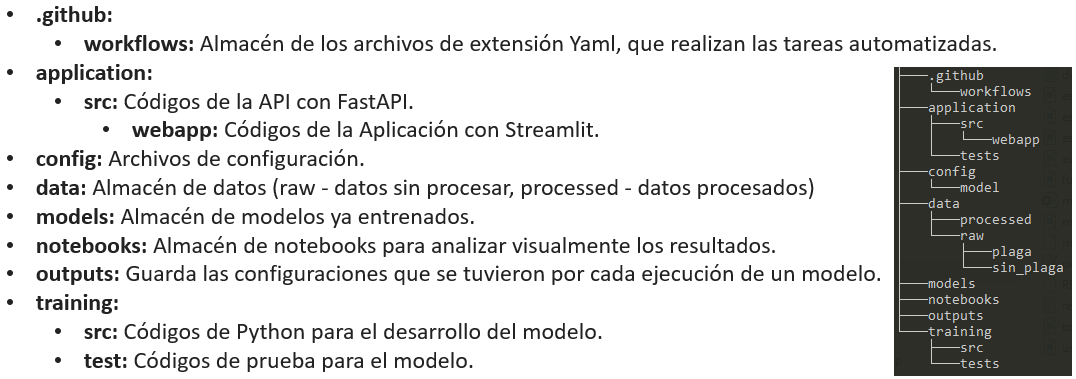 • .github:
• workflows: Almacén de los archivos de extensión Yaml, que realizan las tareas automatizadas.
• application:
• src: Códigos de la API con FastAPI.
• webapp: Códigos de la Aplicación con Streamlit.
• config: Archivos de configuración.
• data: Almacén de datos (raw - datos sin procesar, processed - datos procesados)
• models: Almacén de modelos ya entrenados.
• notebooks: Almacén de notebooks para analizar visualmente los resultados.
• outputs: Guarda las configuraciones que se tuvieron por cada ejecución de un modelo.
• training:
• src: Códigos de Python para el desarrollo del modelo.
• test: Códigos de prueba para el modelo.
.github
workflows
application
src
webapp
tests
config
model
data
processed
raw
plaga
sin_plaga
models
notebooks
outputs
training
src
tests